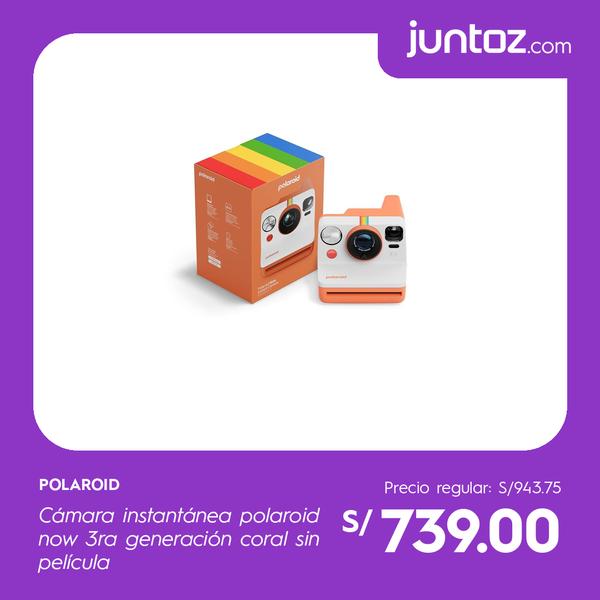 juntoz.com
polaroid
polaroid
polaroid
POLAROID
Cámara instantánea polaroid
now 3ra generación coral sin
película
Precio regular: S/943.75
S/739.00